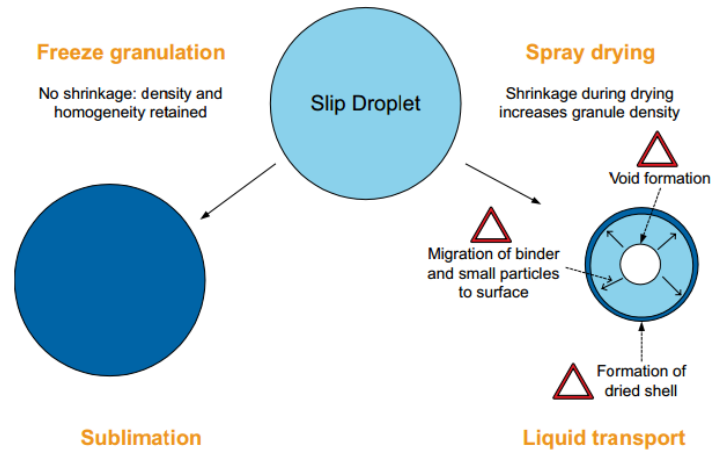 Freeze granulation
No shrinkage: density and
homogeneity retained
Slip Droplet
Spray drying
Shrinkage during drying
increases granule density
Void formation
Migration of binder
and small particles
to surface
Formation of
dried shell
Sublimation
Liquid transport